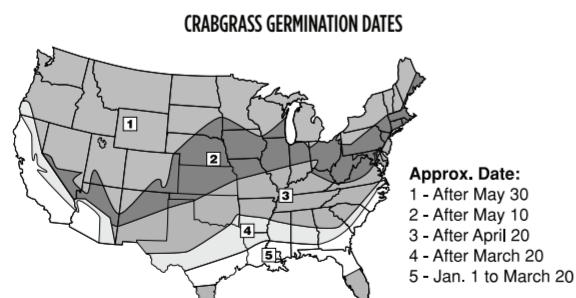 CRABGRASS GERMINATION DATES
1
2
3
4
5
Approx. Date:
1 - After May 30
2 - After May 10
3 - After April 20
4 - After March 20
5 - Jan. 1 to March 20